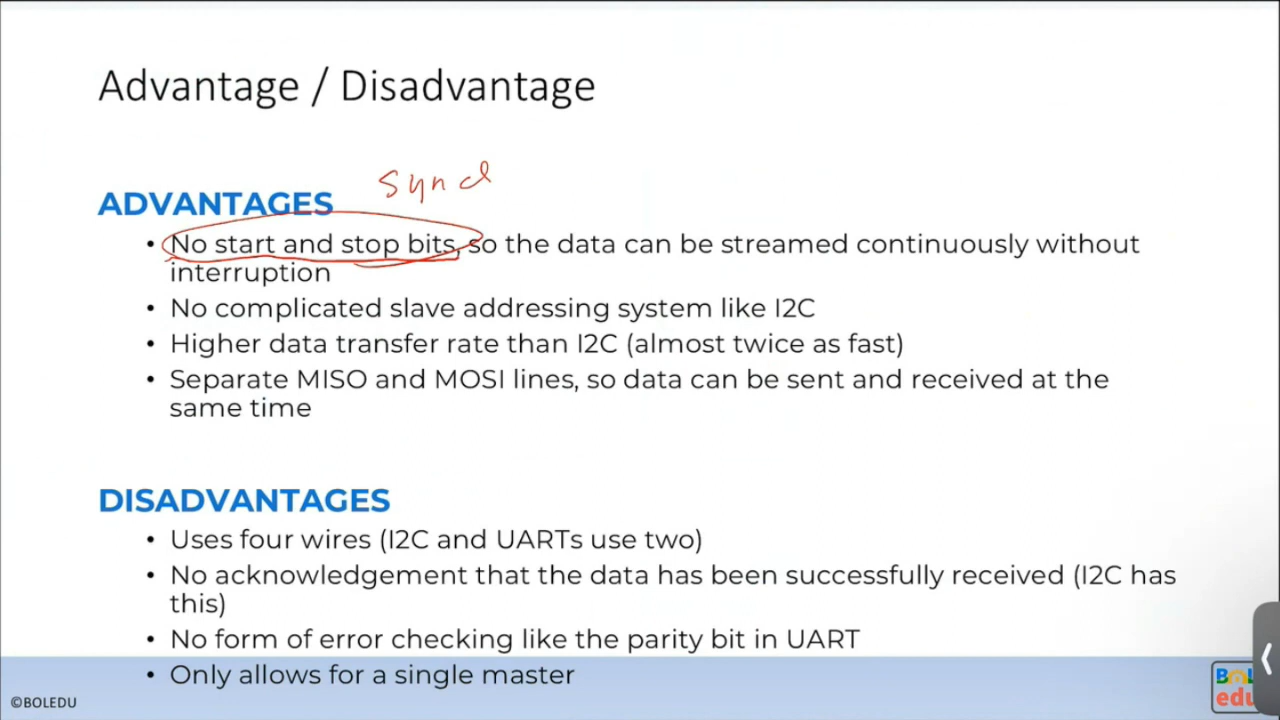 Advantage / Disadvantage
ADVANTAGES
• No start and stop bits, so the data can be streamed continuously without
interruption
• No complicated slave addressing system like I2C
• Higher data transfer rate than I2C (almost twice as fast)
• Separate MISO and MOSI lines, so data can be sent and received at the
same time
DISADVANTAGES
• Uses four wires (I2C and UARTs use two)
• No acknowledgement that the data has been successfully received (I2C has
this)
• No form of error checking like the parity bit in UART
• Only allows for a single master
©BOLEDU
edu